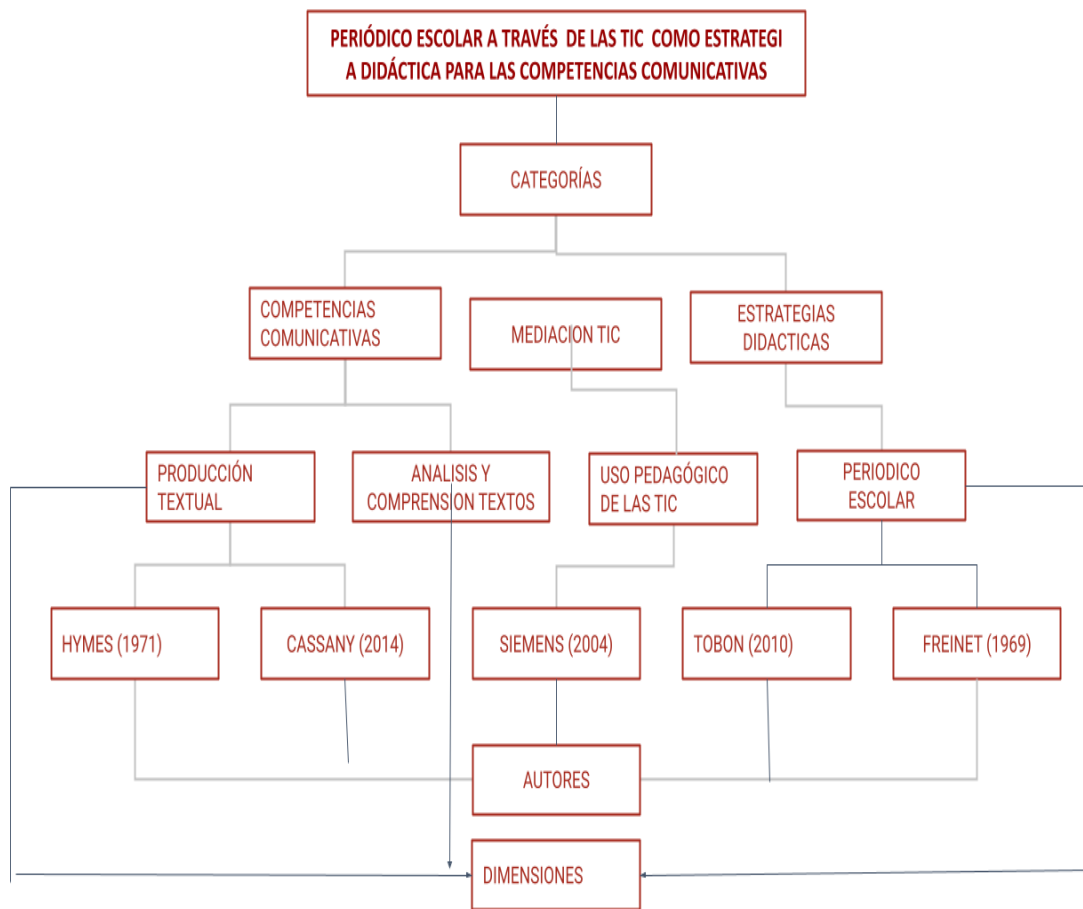 PERIÓDICO ESCOLAR A TRAVÉS DE LAS TIC COMO ESTRATEGI
A DIDÁCTICA PARA LAS COMPETENCIAS COMUNICATIVAS
CATEGORÍAS
COMPETENCIAS
COMUNICATIVAS
MEDIACION TIC
ESTRATEGIAS
DIDACTICAS
PRODUCCIÓN
TEXTUAL
ANALISIS Y
COMPRENSION TEXTOS
USO PEDAGÓGICO
DE LAS TIC
PERIODICO
ESCOLAR
HYMES (1971)
CASSANY (2014)
SIEMENS (2004)
TOBON (2010)
FREINET (1969)
AUTORES
DIMENSIONES